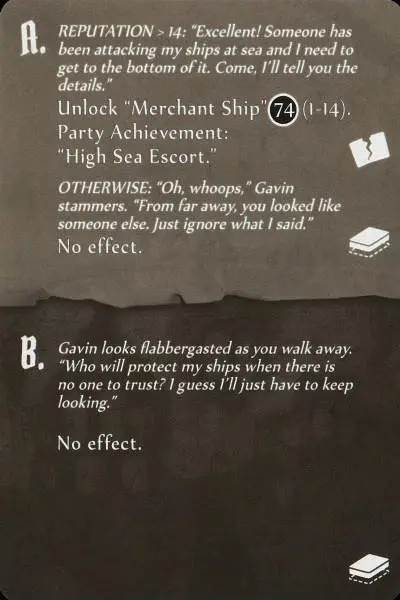 A. REPUTATION > 14: “Excellent! Someone has
been attacking my ships at sea and I need to
get to the bottom of it. Come, I’ll tell you the
details.”
Unlock “Merchant Ship” 74 (I-14).
Party Achievement:
“High Sea Escort.”
OTHERWISE: “Oh, whoops,” Gavin
stammers. “From far away, you looked like
someone else. Just ignore what I said.”
No effect.
B. Gavin looks flabbergasted as you walk away.
“Who will protect my ships when there is
no one to trust? I guess I’ll just have to keep
looking.”
No effect.